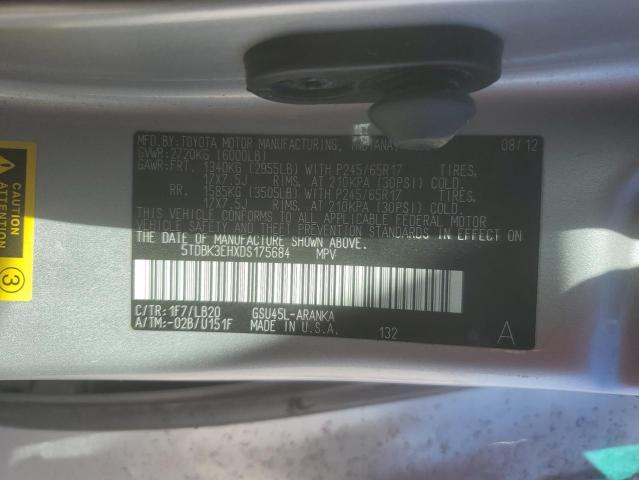 MFD.BY:TOYOTA MOTOR MANUFACTURING, INDIANA, 08/12
GVWR:2720KG (6000LB)
GAWR:FRT. 1340KG (2955LB) WITH P245/65R17 TIRES.
17X7.5J RIMS. AT 210KPA (30PSI) COLD.
RR. 1585KG (3505LB) WITH P245/65R17 TIRES.
17X7.5J RIMS. AT 210KPA (30PSI) COLD.
THIS VEHICLE CONFORMS TO ALL APPLICABLE FEDERAL MOTOR
VEHICLE SAFETY AND THEFT PREVENTION STANDARDS IN EFFECT ON
THE DATE OF MANUFACTURE SHOWN ABOVE.
5TDBK3EHXDS175684 MPV
C/TR:1F7/LB20 GSU45L-ARANKA
A/TM:-02B/U151F MADE IN U.S.A. 132 A